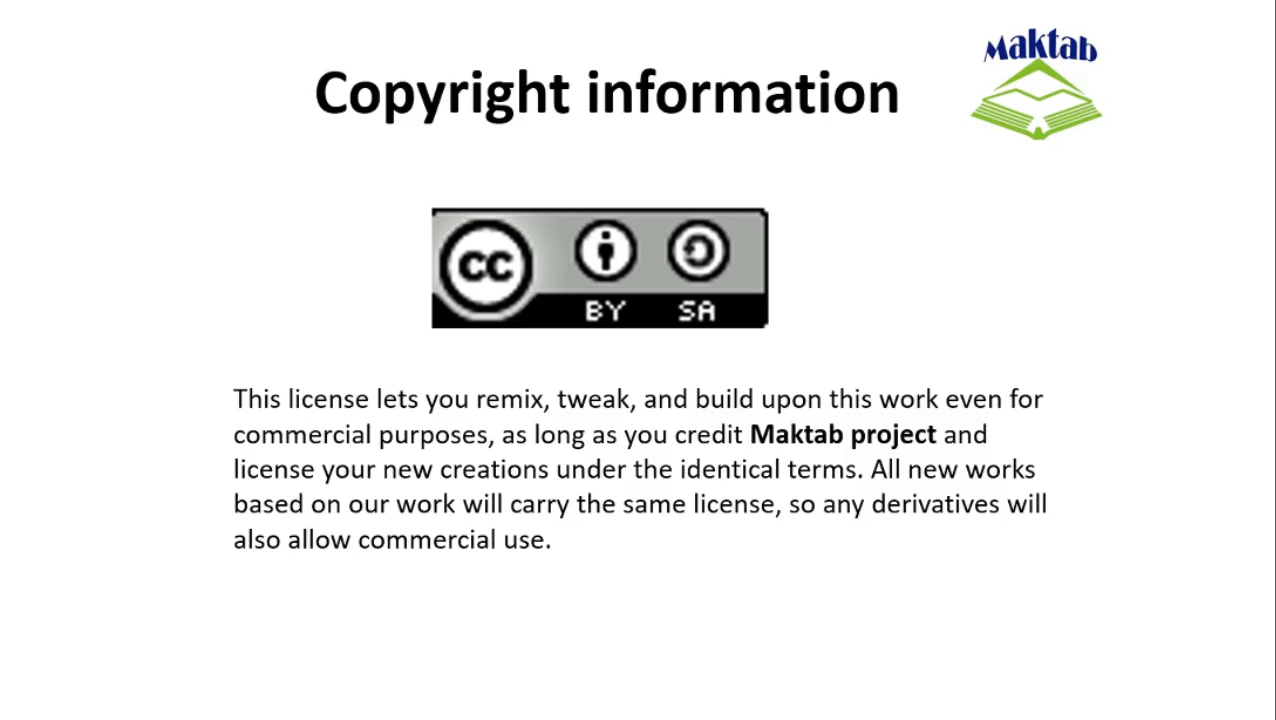 Maktab
Copyright information
CC
BY SA
This license lets you remix, tweak, and build upon this work even for
commercial purposes, as long as you credit Maktab project and
license your new creations under the identical terms. All new works
based on our work will carry the same license, so any derivatives will
also allow commercial use.